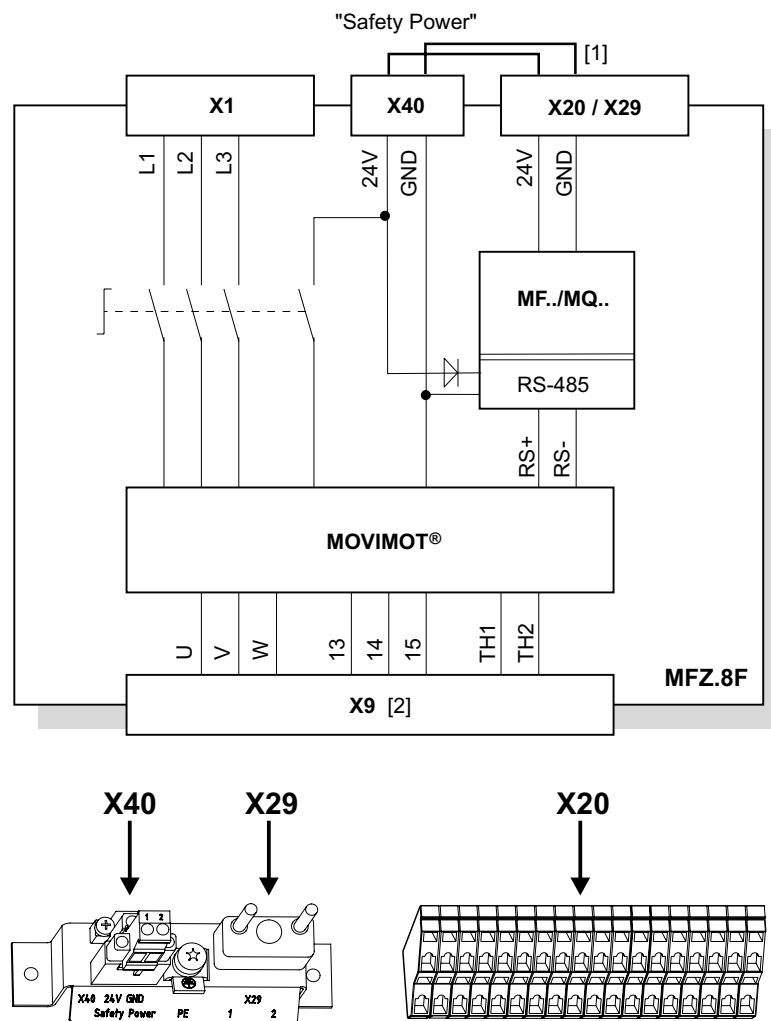 "Safety Power"
[1]
X1
X40
X20 / X29
L1
L2
L3
24V
GND
24V
GND
MF../MQ..
RS-485
RS+
RS-
MOVIMOT®
U
V
W
13
14
15
TH1
TH2
MFZ.8F
X9 [2]
X40
X29
X20
1 2
X40 24V GND X29
Safety Power PE 1 2